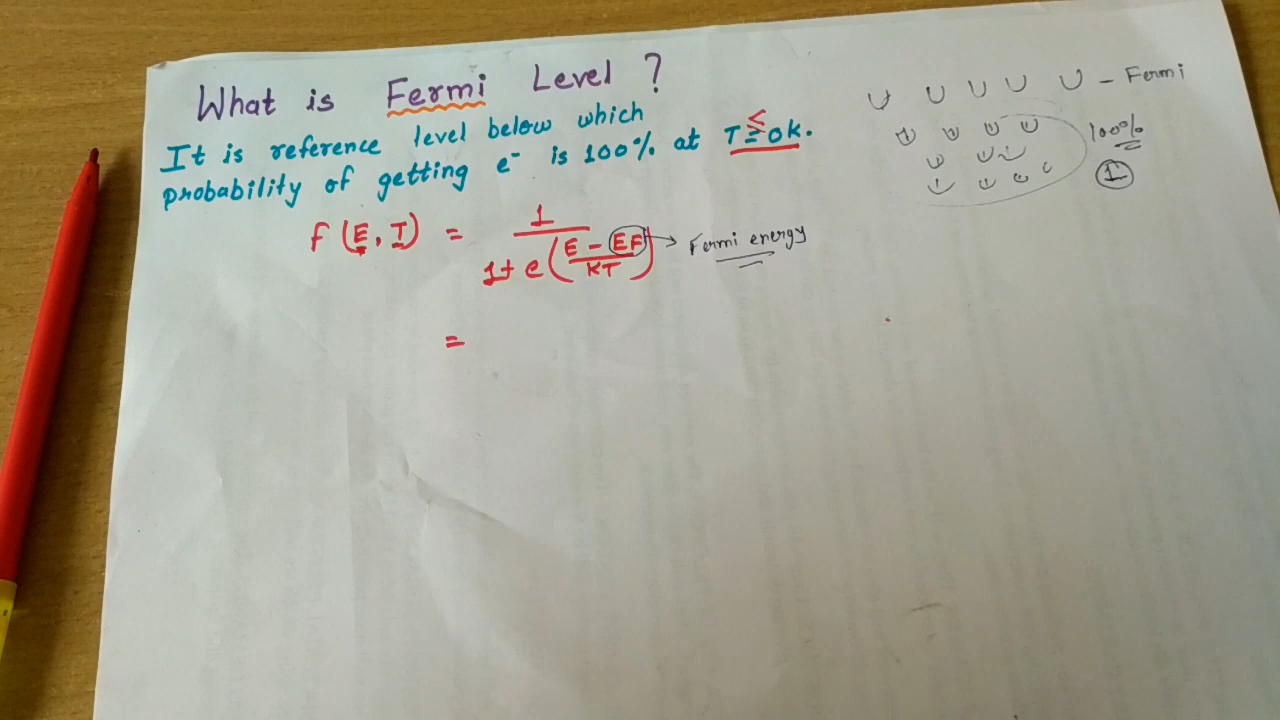 What is Fermi Level ?
It is reference level below which
probability of getting e⁻ is 100% at T ≤ 0k.
f (E, T) = 1 / 1 + e ( E - EF / KT ) → Fermi energy
=
- Fermi
100%
1